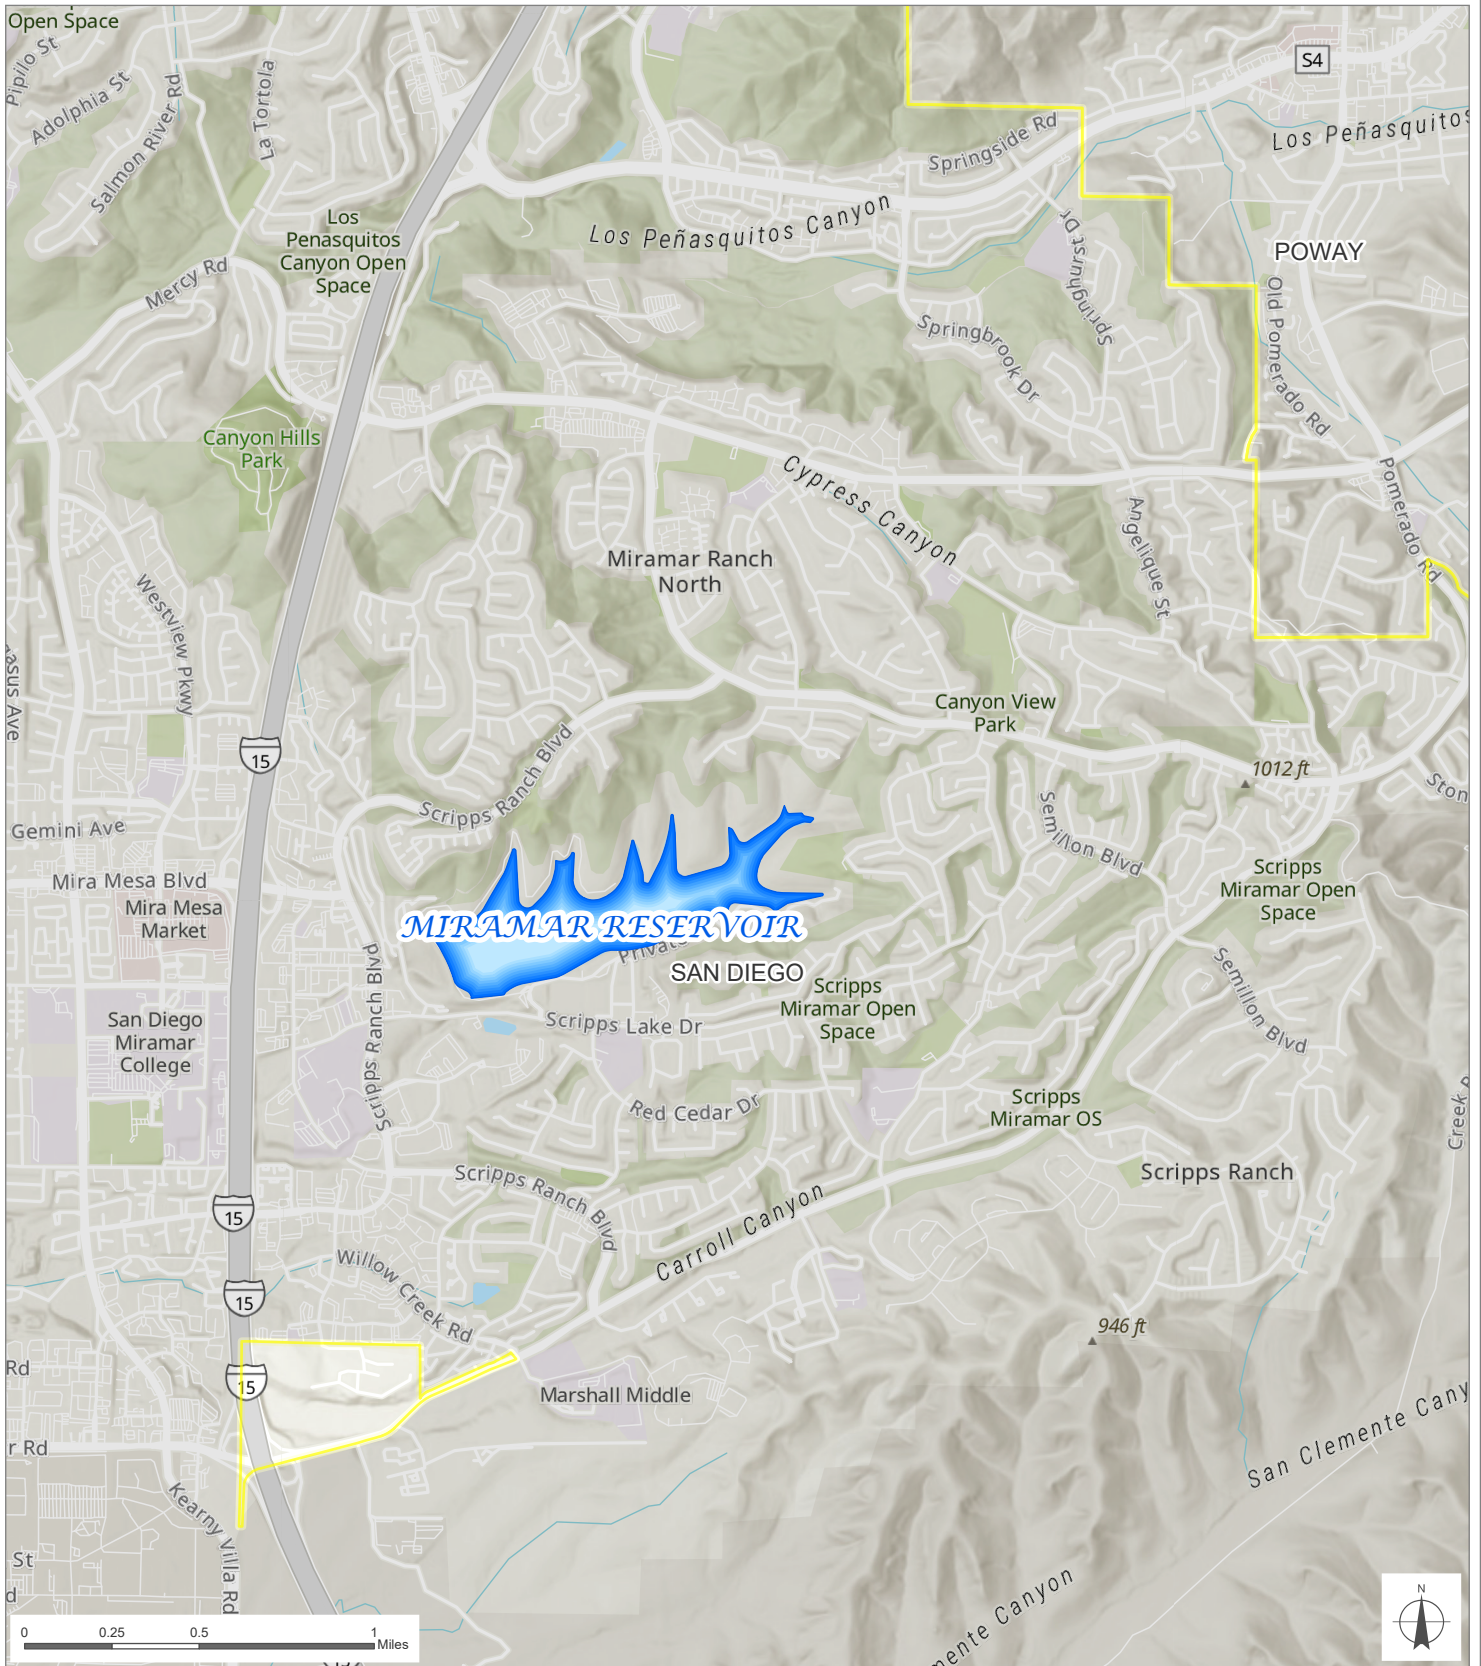 Open Space
Pipilo St
Adolphia St
Salmon River Rd
La Tortola
S4
Los Peñasquitos
Springside Rd
Los
Penasquitos
Canyon Open
Space
Los Peñasquitos Canyon
Springhurst Dr
POWAY
Mercy Rd
Old Pomerado Rd
Springbrook Dr
Canyon Hills
Park
Cypress Canyon
Pomerado Rd
Angelique St
Miramar Ranch
North
Westview Pkwy
Ave
Canyon View
Park
15
1012 ft
Scripps Ranch Blvd
Semillon Blvd
Gemini Ave
Mira Mesa Blvd
Mira Mesa
Market
Scripps
Miramar Open
Space
MIRAMAR RESERVOIR
Private
SAN DIEGO
Scripps Ranch Blvd
Semillon Blvd
Scripps
Miramar Open
Space
San Diego
Miramar
College
Scripps Lake Dr
Red Cedar Dr
Scripps
Miramar OS
Creek
Scripps Ranch Blvd
Scripps Ranch
15
Carroll Canyon
Willow Creek Rd
15
946 ft
Rd
15
Marshall Middle
r Rd
San Clemente Cany
Kearny Villa Rd
St
d
mente Canyon
N
0 0.25 0.5 1
Miles